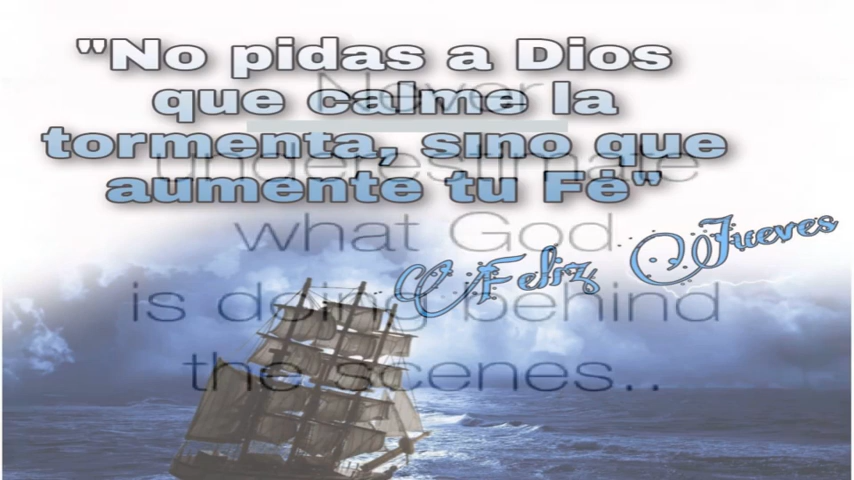 "No pidas a Dios
que calme la
tormenta, sino que
aumente tu Fé"
Feliz Jueves
Never
underestimate
what God
is doing behind
the scenes..